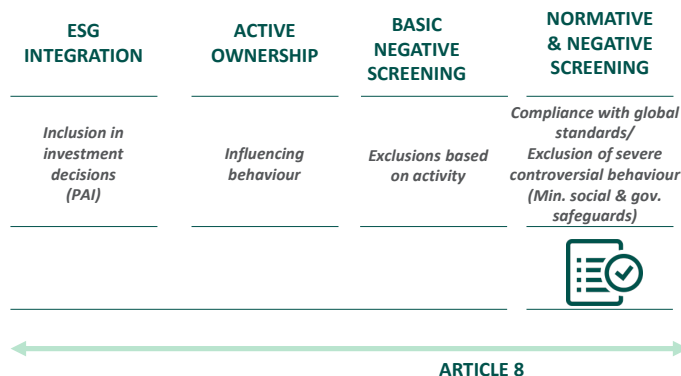 ESG
INTEGRATION
ACTIVE
OWNERSHIP
BASIC
NEGATIVE
SCREENING
NORMATIVE
& NEGATIVE
SCREENING
Inclusion in
investment
decisions
(PAI)
Influencing
behaviour
Exclusions based
on activity
Compliance with global
standards/
Exclusion of severe
controversial behaviour
(Min. social & gov.
safeguards)
ARTICLE 8